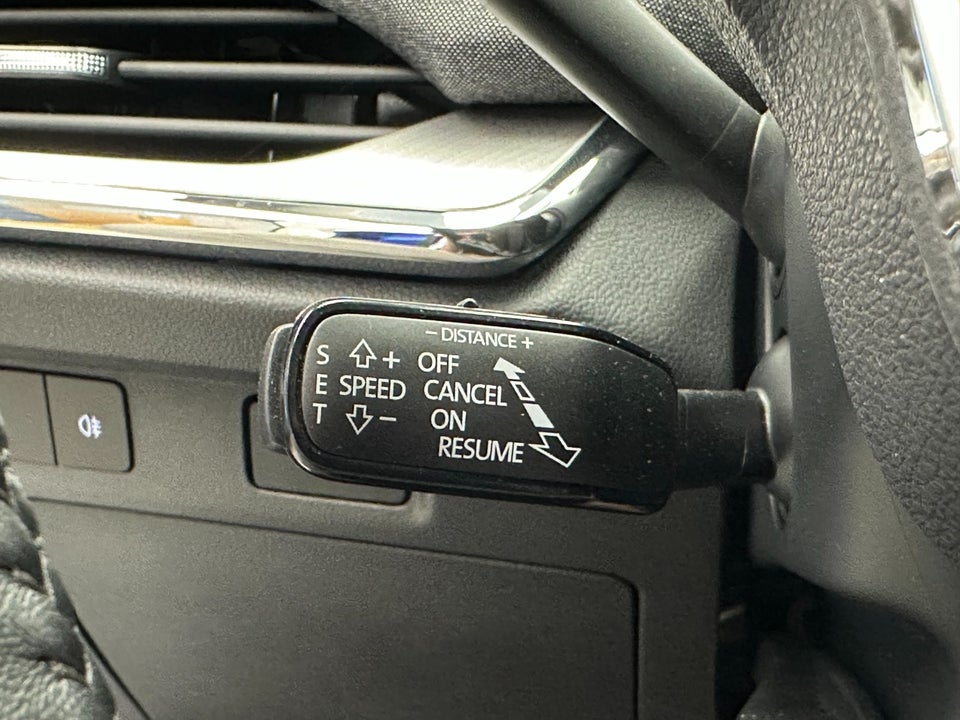 − DISTANCE +
S + OFF
E SPEED CANCEL
T − ON
RESUME